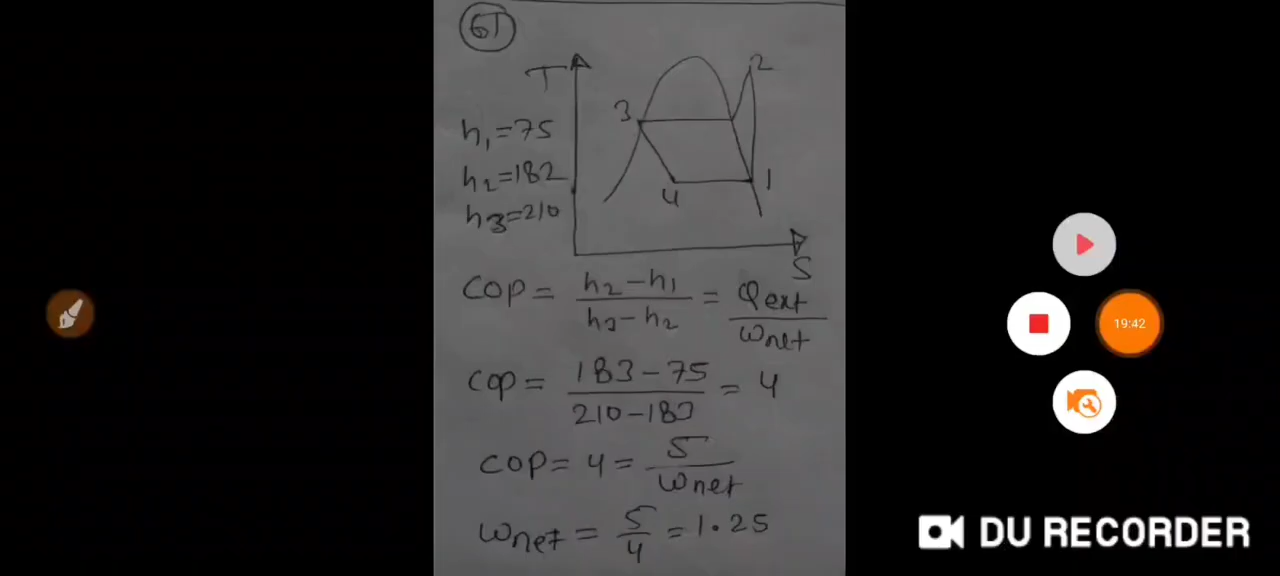 61
T
2
3
h1=75
h2=182
1
4
h3=210
S
COP = h2-h1 / h3-h2 = Qext / Wnet
COP = 183-75 / 210-183 = 4
COP = 4 = 5 / Wnet
Wnet = 5/4 = 1.25
19:42
DU RECORDER